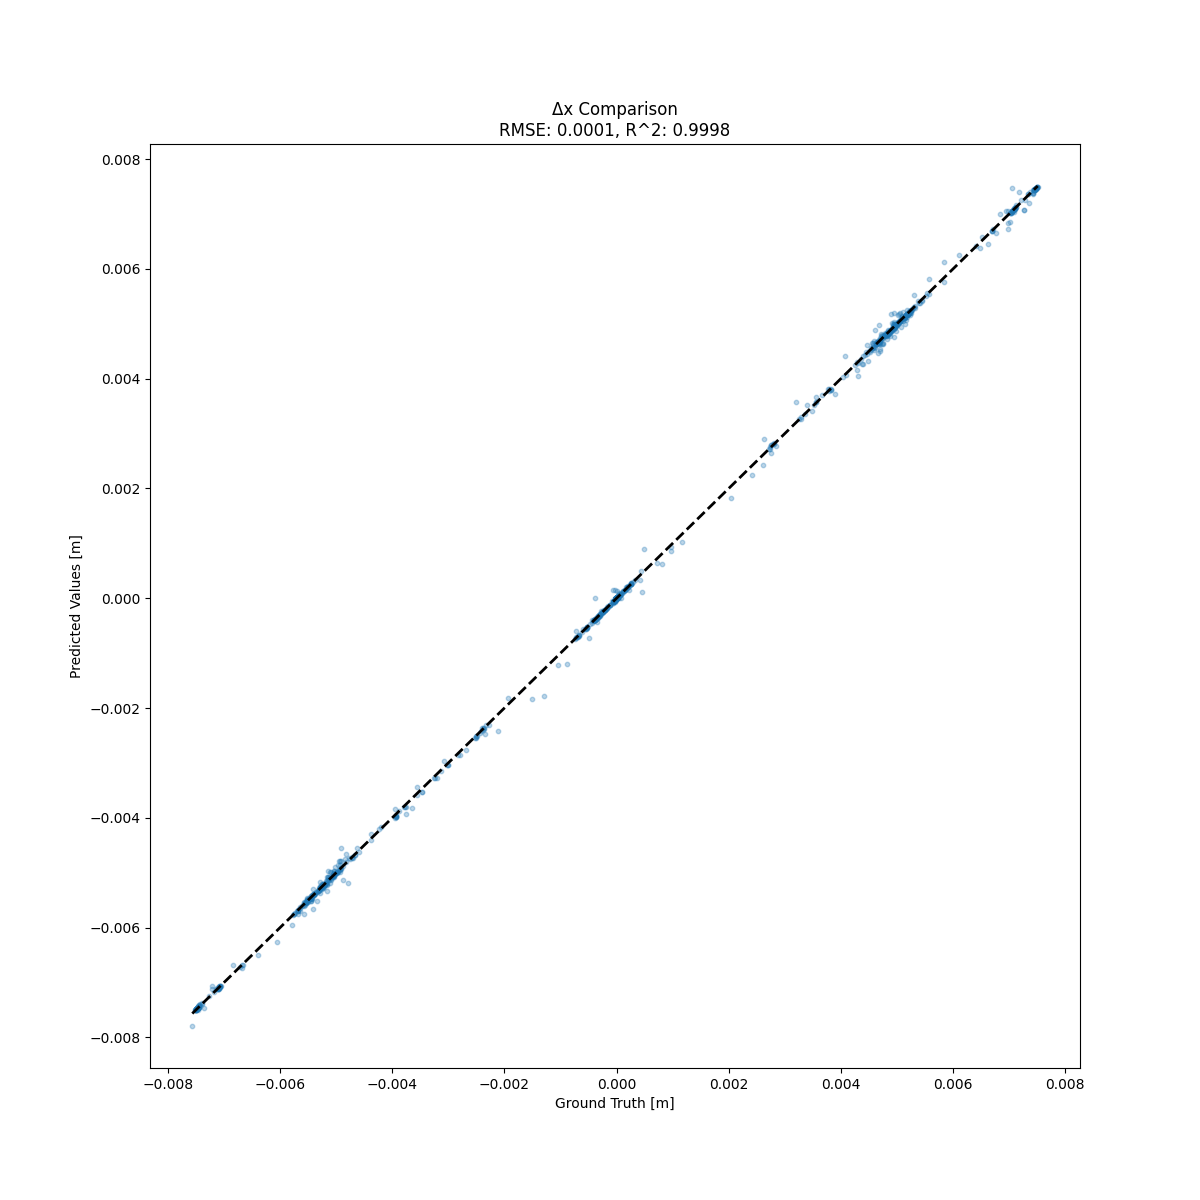 Δx Comparison
RMSE: 0.0001, R^2: 0.9998
0.008
0.006
0.004
0.002
0.000
−0.002
−0.004
−0.006
−0.008
Predicted Values [m]
−0.008 −0.006 −0.004 −0.002 0.000 0.002 0.004 0.006 0.008
Ground Truth [m]